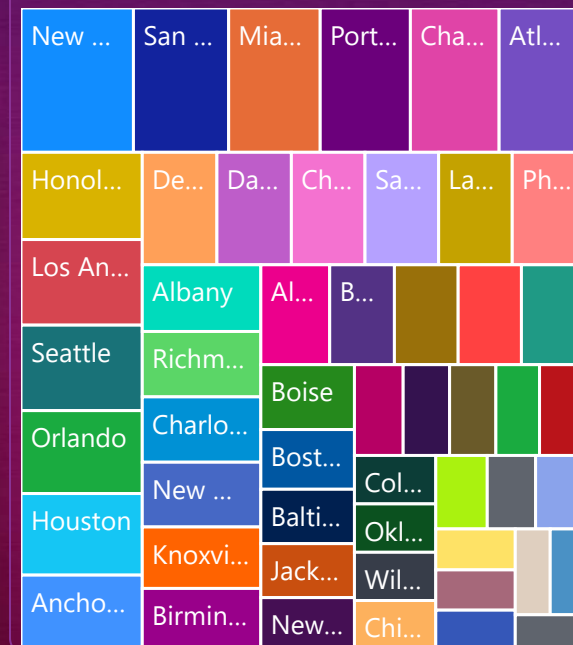 New ...
San ...
Mia...
Port...
Cha...
Atl...
Honol...
De...
Da...
Ch...
Sa...
La...
Ph...
Los An...
Seattle
Orlando
Houston
Ancho...
Albany
Richm...
Charlo...
New ...
Knoxvi...
Birmin...
Al...
B...
Boise
Bost...
Balti...
Jack...
New...
Col...
Okl...
Wil...
Chi...